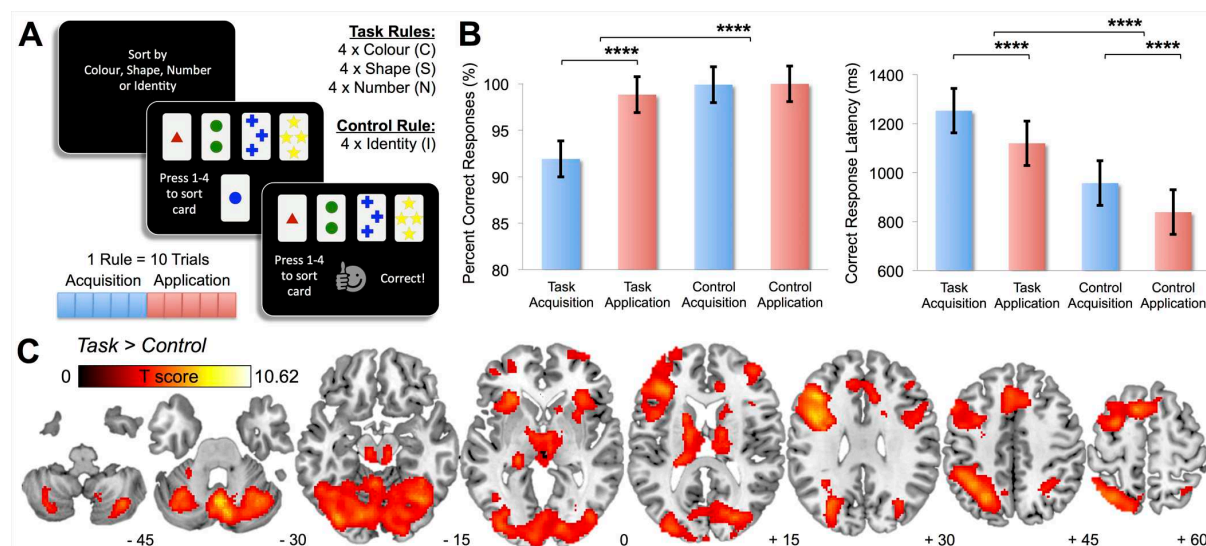 A
Sort by
Colour, Shape, Number
or Identity
Task Rules:
4 x Colour (C)
4 x Shape (S)
4 x Number (N)
Control Rule:
4 x Identity (I)
Press 1-4
to sort
card
Press 1-4
to sort
card
Correct!
1 Rule = 10 Trials
Acquisition Application
B
****
****
Percent Correct Responses (%)
100
95
90
85
80
Task
Acquisition
Task
Application
Control
Acquisition
Control
Application
****
****
****
Correct Response Latency (ms)
1400
1200
1000
800
600
Task
Acquisition
Task
Application
Control
Acquisition
Control
Application
C
Task > Control
0 T score 10.62
- 45 - 30 - 15 0 + 15 + 30 + 45 + 60